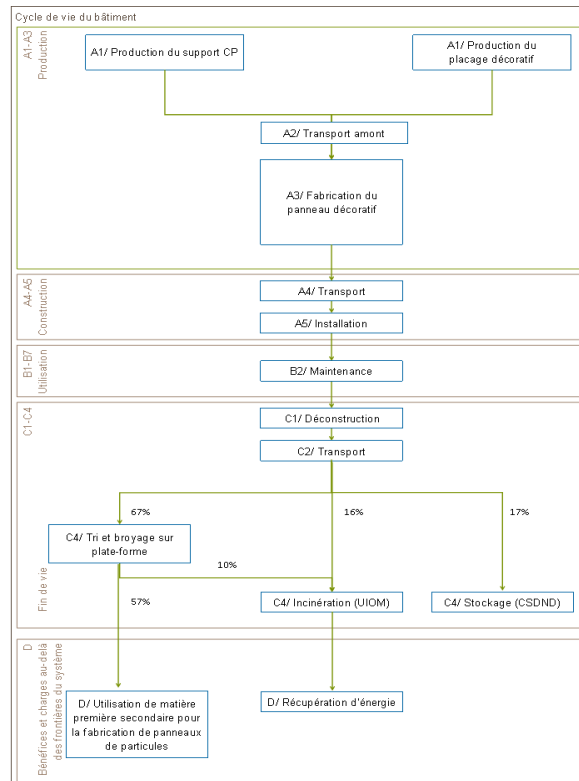 Cycle de vie du bâtiment
A1-A3
Production
A1/ Production du support CP
A1/ Production du
placage décoratif
A2/ Transport amont
A3/ Fabrication du
panneau décoratif
A4-A5
Construction
A4/ Transport
A5/ Installation
B1-B7
Utilisation
B2/ Maintenance
C1-C4
Fin de vie
C1/ Déconstruction
C2/ Transport
67%
16%
17%
C4/ Tri et broyage sur
plate-forme
10%
57%
C4/ Incinération (UIOM)
C4/ Stockage (CSDND)
D
Bénéfices et charges au-delà
des frontières du système
D/ Utilisation de matière
première secondaire pour
la fabrication de panneaux
de particules
D/ Récupération d'énergie